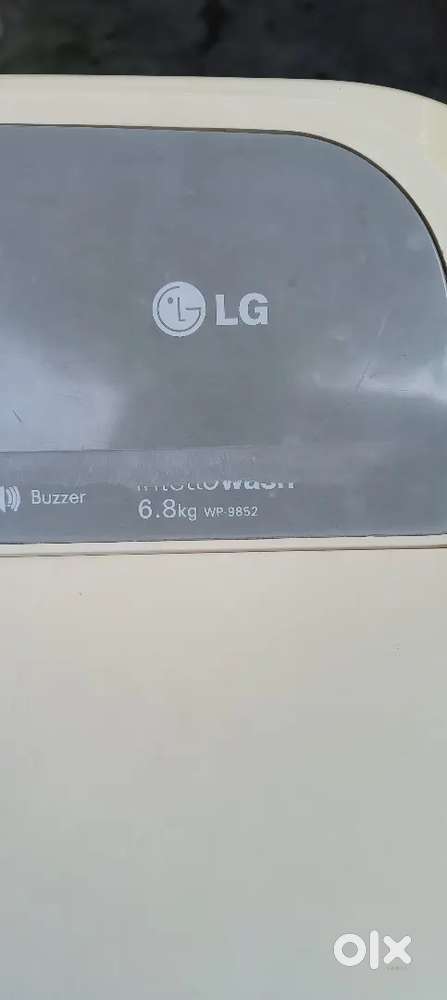 LG
Buzzer
6.8kg WP-9852
olx